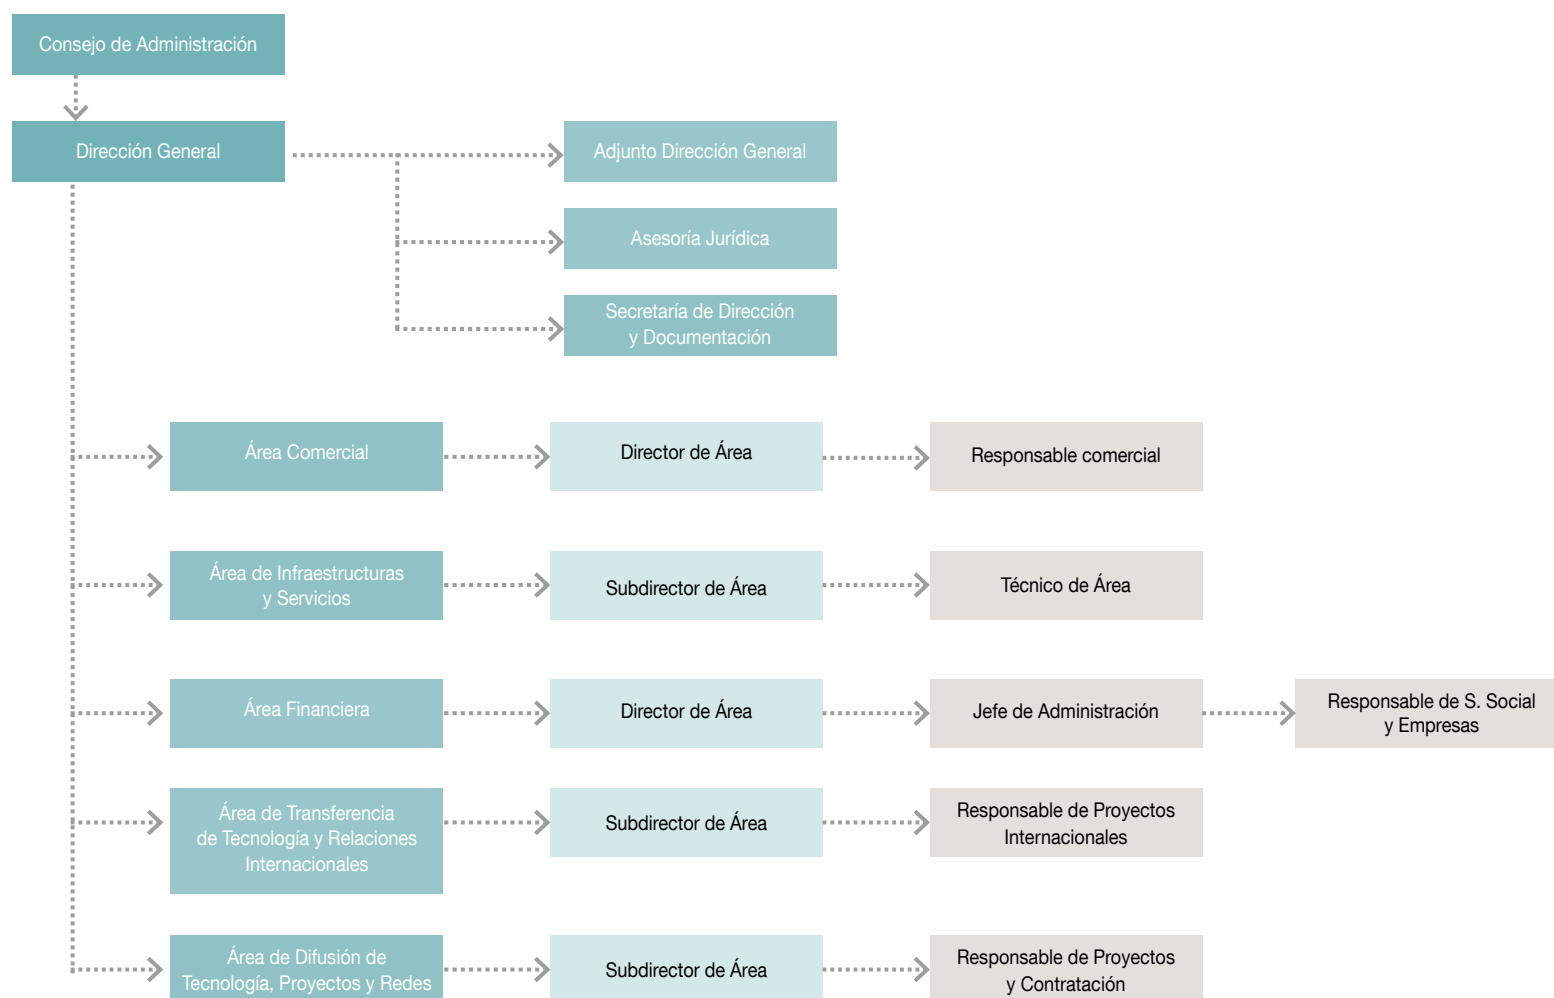 Consejo de Administración
Dirección General
Adjunto Dirección General
Asesoría Jurídica
Secretaría de Dirección
y Documentación
Área Comercial
Director de Área
Responsable comercial
Área de Infraestructuras
y Servicios
Subdirector de Área
Técnico de Área
Área Financiera
Director de Área
Jefe de Administración
Responsable de S. Social
y Empresas
Área de Transferencia
de Tecnología y Relaciones
Internacionales
Subdirector de Área
Responsable de Proyectos
Internacionales
Área de Difusión de
Tecnología, Proyectos y Redes
Subdirector de Área
Responsable de Proyectos
y Contratación